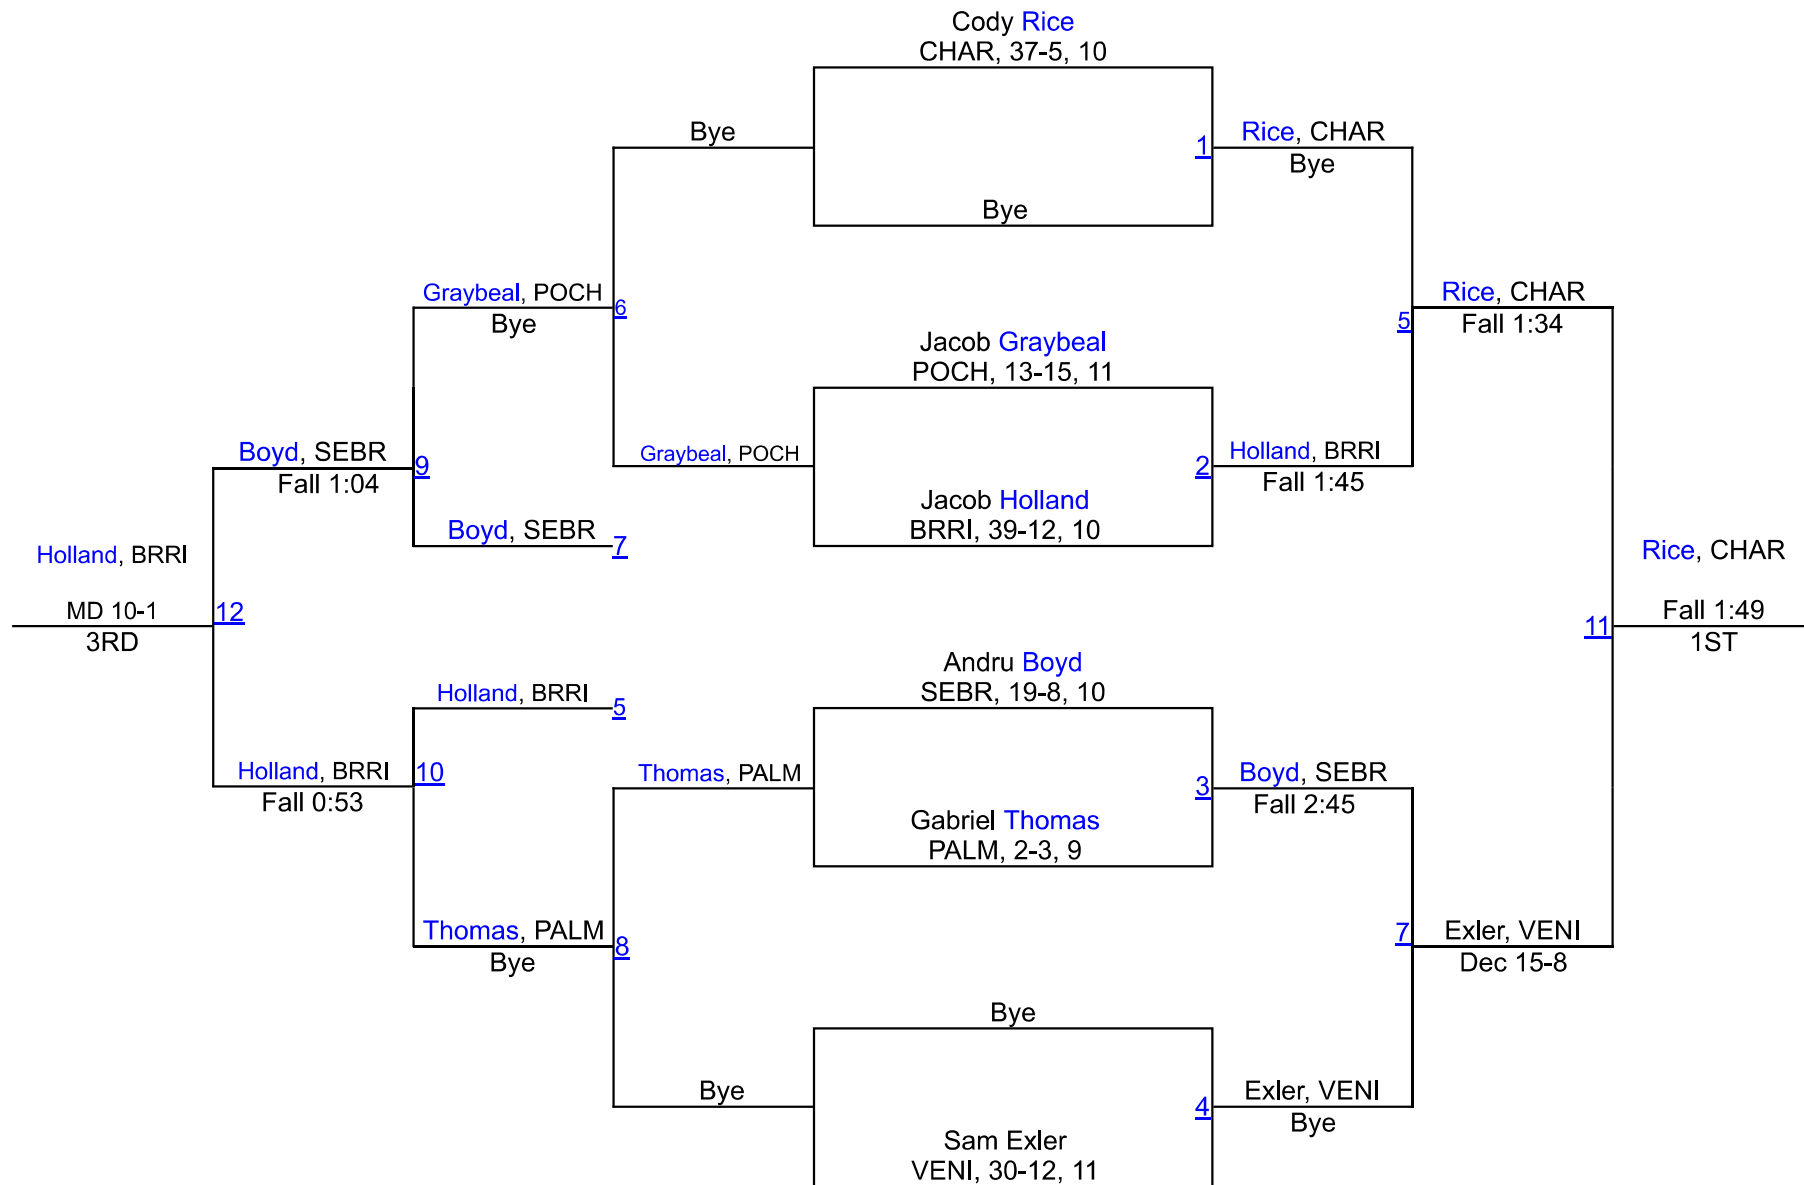 Cody Rice
CHAR, 37-5, 10
Bye
1
Rice, CHAR
Bye
Bye
Graybeal, POCH
Bye
6
Rice, CHAR
Fall 1:34
5
Jacob Graybeal
POCH, 13-15, 11
Boyd, SEBR
Fall 1:04
9
Graybeal, POCH
2
Holland, BRRI
Fall 1:45
Jacob Holland
BRRI, 39-12, 10
Boyd, SEBR
7
Holland, BRRI
MD 10-1
3RD
12
Rice, CHAR
Fall 1:49
1ST
11
Andru Boyd
SEBR, 19-8, 10
Holland, BRRI
5
Holland, BRRI
Fall 0:53
10
Thomas, PALM
3
Boyd, SEBR
Fall 2:45
Gabriel Thomas
PALM, 2-3, 9
Thomas, PALM
Bye
8
7
Exler, VENI
Dec 15-8
Bye
Bye
4
Exler, VENI
Bye
Sam Exler
VENI, 30-12, 11